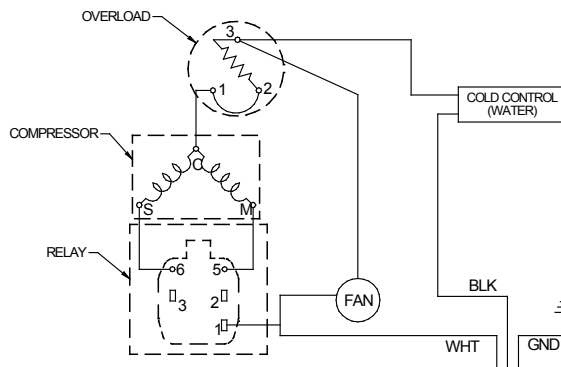 OVERLOAD
3
1
2
COLD CONTROL
(WATER)
COMPRESSOR
C
S
M
RELAY
6
5
3
2
1
FAN
BLK
WHT
GND